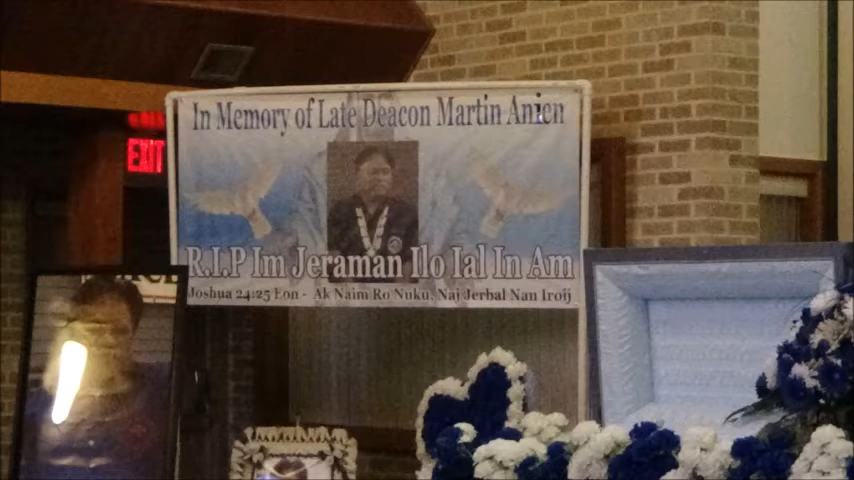 In Memory of Late Deacon Martin Anien
EXIT
R.I.P Im Jeraman Ilo Ial In Am
Joshua 24:25 Eon - Ak Naim Ro Nuku, Naj Jerbal Nan Iroij